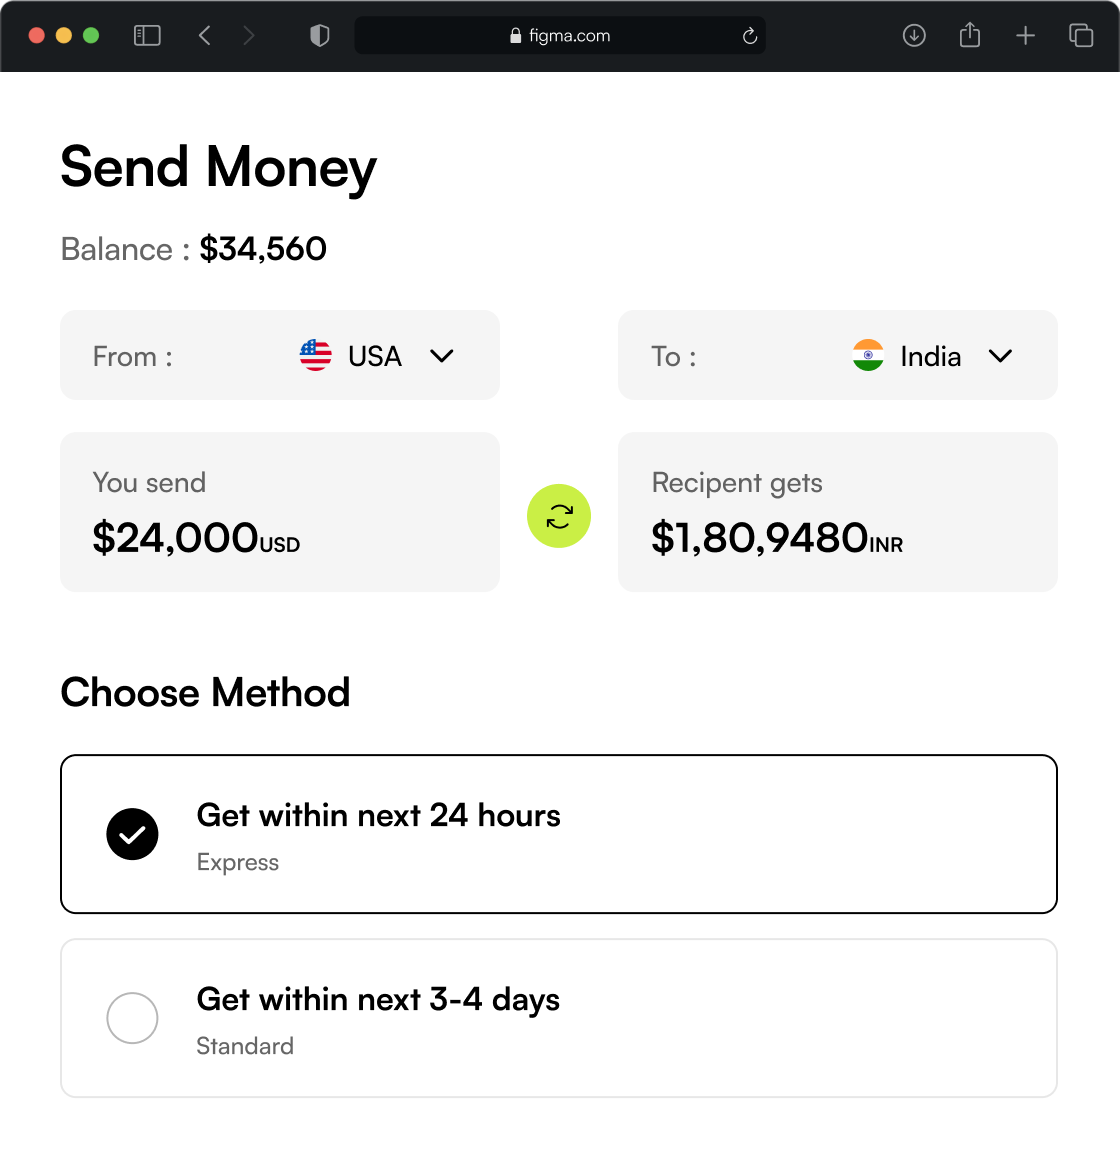 figma.com
Send Money
Balance : $34,560
From : USA
To : India
You send
$24,000USD
Recipent gets
$1,80,9480INR
Choose Method
Get within next 24 hours
Express
Get within next 3-4 days
Standard